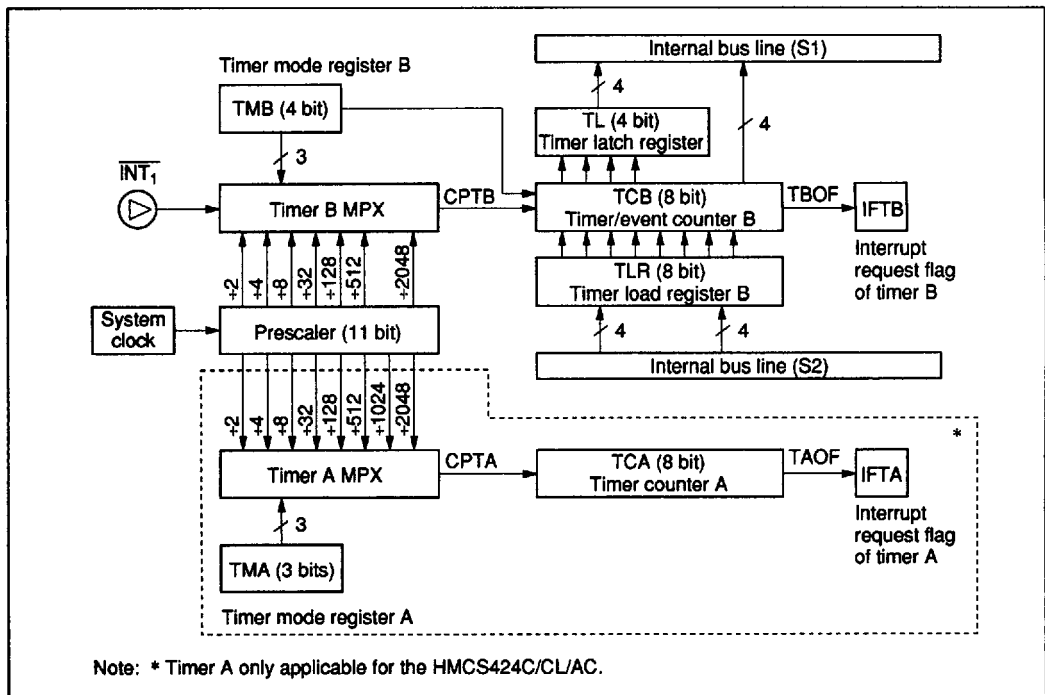 Internal bus line (S1)
Timer mode register B
4
TMB (4 bit)
TL (4 bit)
Timer latch register
4
3
INT1
Timer B MPX
CPTB
TCB (8 bit)
Timer/event counter B
TBOF
IFTB
÷2
÷4
÷8
÷32
÷128
÷512
÷2048
Interrupt
request flag
of timer B
TLR (8 bit)
Timer load register B
System
clock
Prescaler (11 bit)
4
4
Internal bus line (S2)
÷2
÷4
÷8
÷32
÷128
÷512
÷1024
÷2048
*
Timer A MPX
CPTA
TCA (8 bit)
Timer counter A
TAOF
IFTA
3
Interrupt
request flag
of timer A
TMA (3 bits)
Timer mode register A
Note: * Timer A only applicable for the HMCS424C/CL/AC.